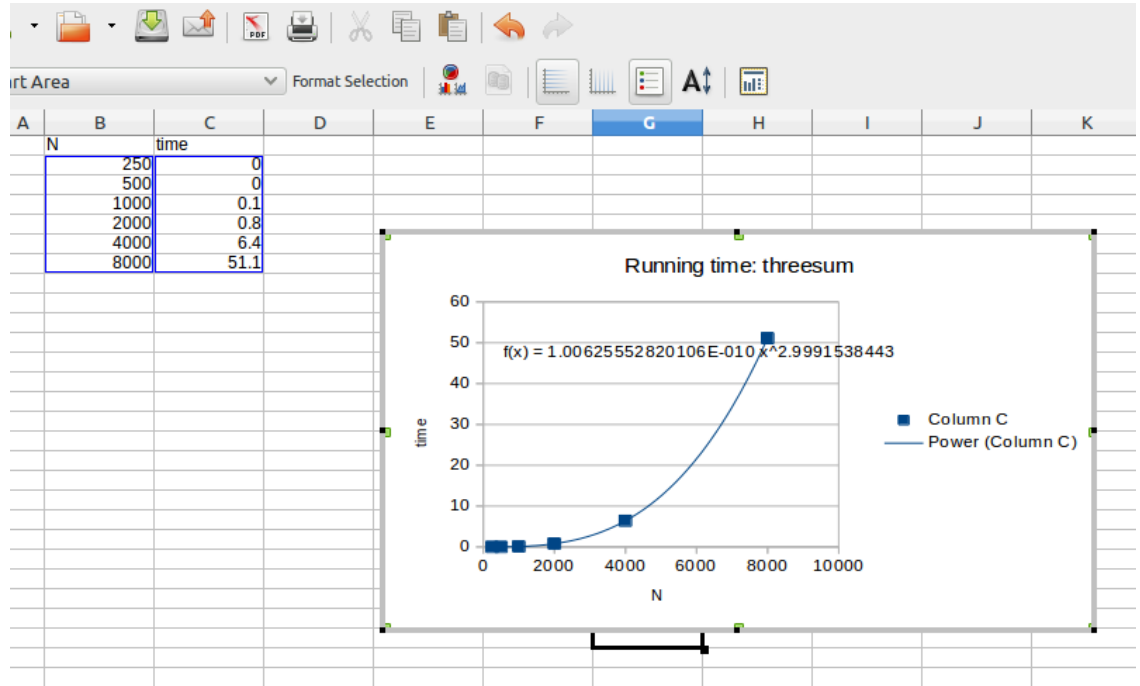 PDF
rt Area Format Selection A
A B C D E F G H I J K
N time
250 0
500 0
1000 0.1
2000 0.8
4000 6.4
8000 51.1
Running time: threesum
60
50
40
30
20
10
0
f(x) = 1.00625552820106E-010 x^2.9991538443
time
0 2000 4000 6000 8000 10000
N
Column C
Power (Column C)